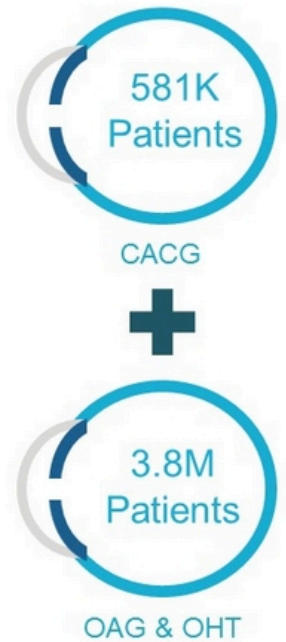 581K
Patients
CACG
3.8M
Patients
OAG & OHT